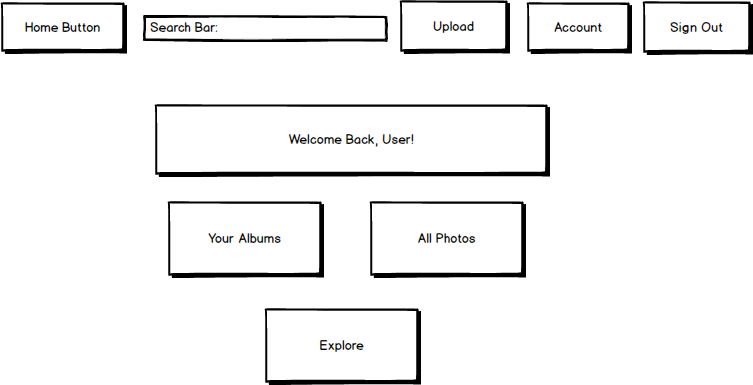 Home Button
Search Bar:
Upload
Account
Sign Out
Welcome Back, User!
Your Albums
All Photos
Explore